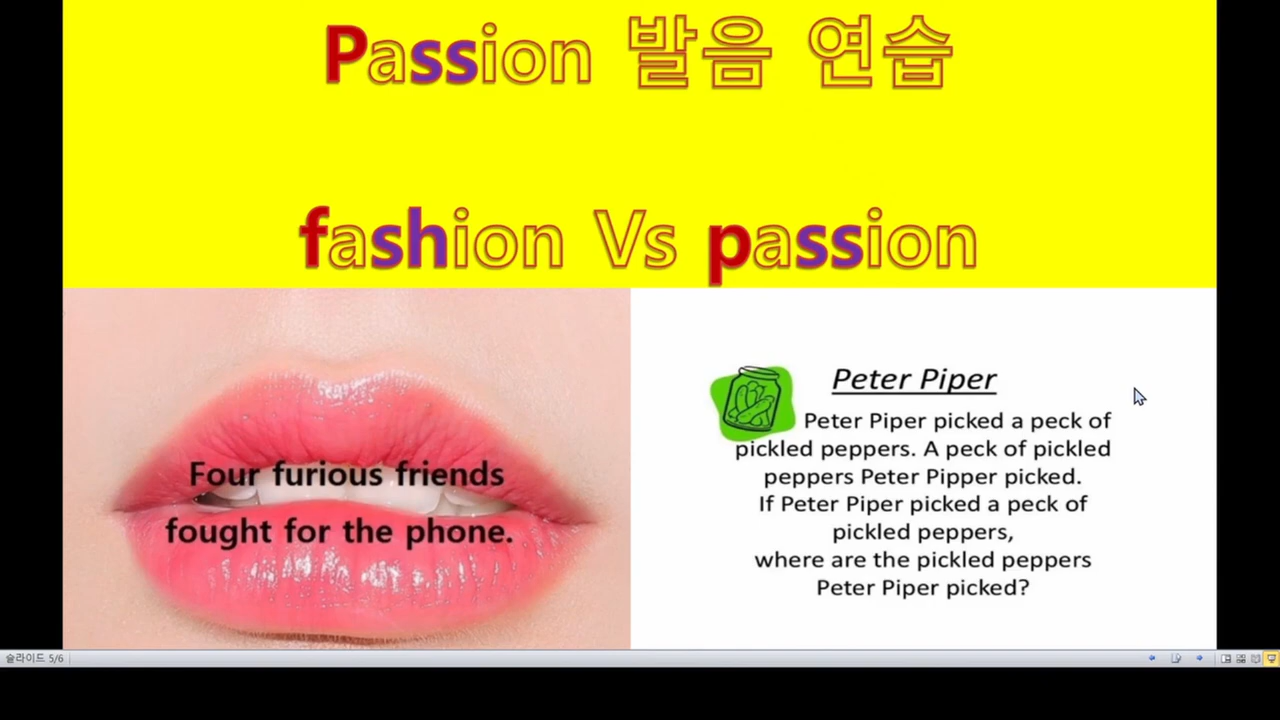 Passion 발음 연습
fashion Vs passion
Four furious friends
fought for the phone.
Peter Piper
Peter Piper picked a peck of
pickled peppers. A peck of pickled
peppers Peter Pipper picked.
If Peter Piper picked a peck of
pickled peppers,
where are the pickled peppers
Peter Piper picked?
슬라이드 5/6